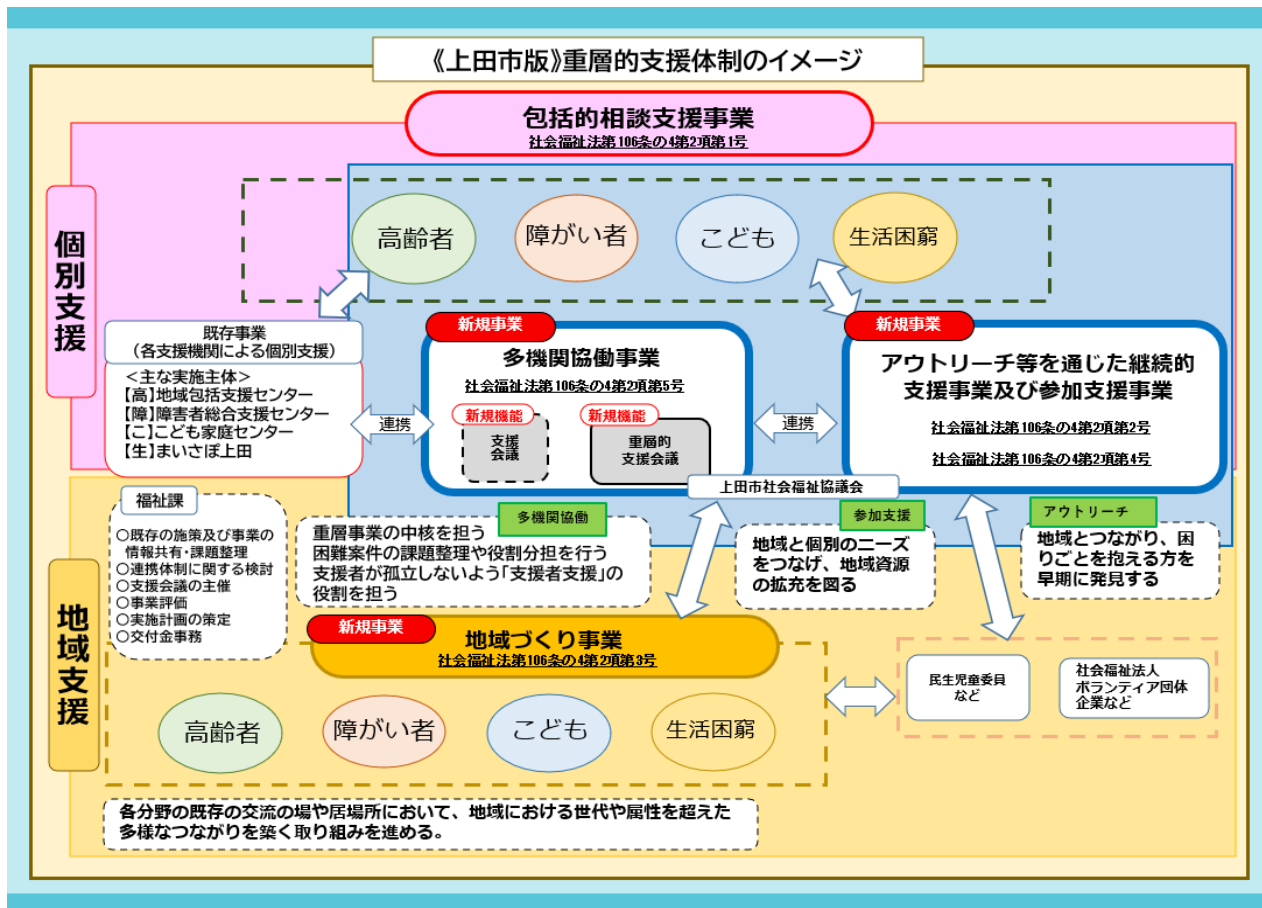 《上田市版》重層的支援体制のイメージ
包括的相談支援事業
社会福祉法第106条の4第2項第1号
個別支援
高齢者
障がい者
こども
生活困窮
既存事業
（各支援機関による個別支援）
＜主な実施主体＞
【高】地域包括支援センター
【障】障害者総合支援センター
【こ】こども家庭センター
【生】まいさぽ上田
連携
新規事業
多機関協働事業
社会福祉法第106条の4第2項第5号
新規機能
支援
会議
新規機能
重層的
支援会議
連携
新規事業
アウトリーチ等を通じた継続的
支援事業及び参加支援事業
社会福祉法第106条の4第2項第2号
社会福祉法第106条の4第2項第4号
上田市社会福祉協議会
地域支援
福祉課
○既存の施策及び事業の
情報共有・課題整理
○連携体制に関する検討
○支援会議の主催
○事業評価
○実施計画の策定
○交付金事務
多機関協働
重層事業の中核を担う
困難案件の課題整理や役割分担を行う
支援者が孤立しないよう「支援者支援」の
役割を担う
参加支援
地域と個別のニーズ
をつなげ、地域資源
の拡充を図る
アウトリーチ
地域とつながり、困
りごとを抱える方を
早期に発見する
新規事業
地域づくり事業
社会福祉法第106条の4第2項第3号
高齢者
障がい者
こども
生活困窮
民生児童委員
など
社会福祉法人
ボランティア団体
企業など
各分野の既存の交流の場や居場所において、地域における世代や属性を超えた
多様なつながりを築く取り組みを進める。